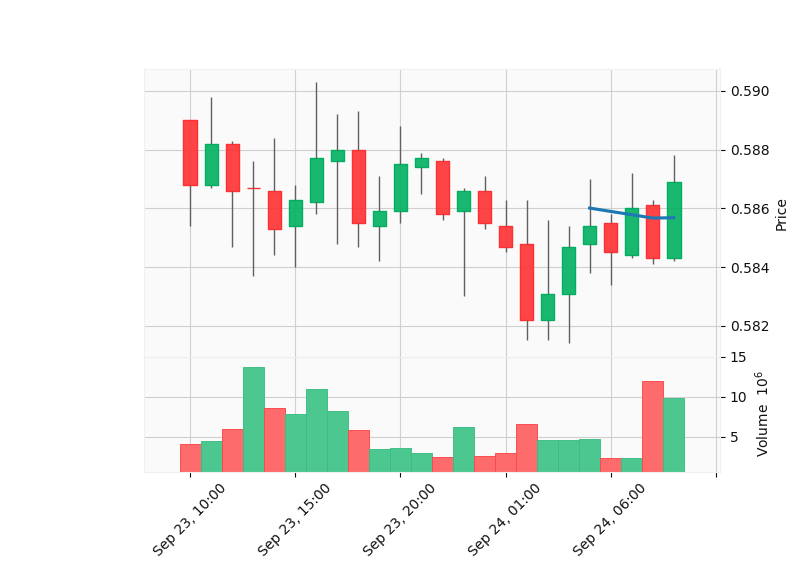 0.590
0.588
0.586
0.584
0.582
Price
15
10
5
Volume 10^6
Sep 23, 10:00
Sep 23, 15:00
Sep 23, 20:00
Sep 24, 01:00
Sep 24, 06:00